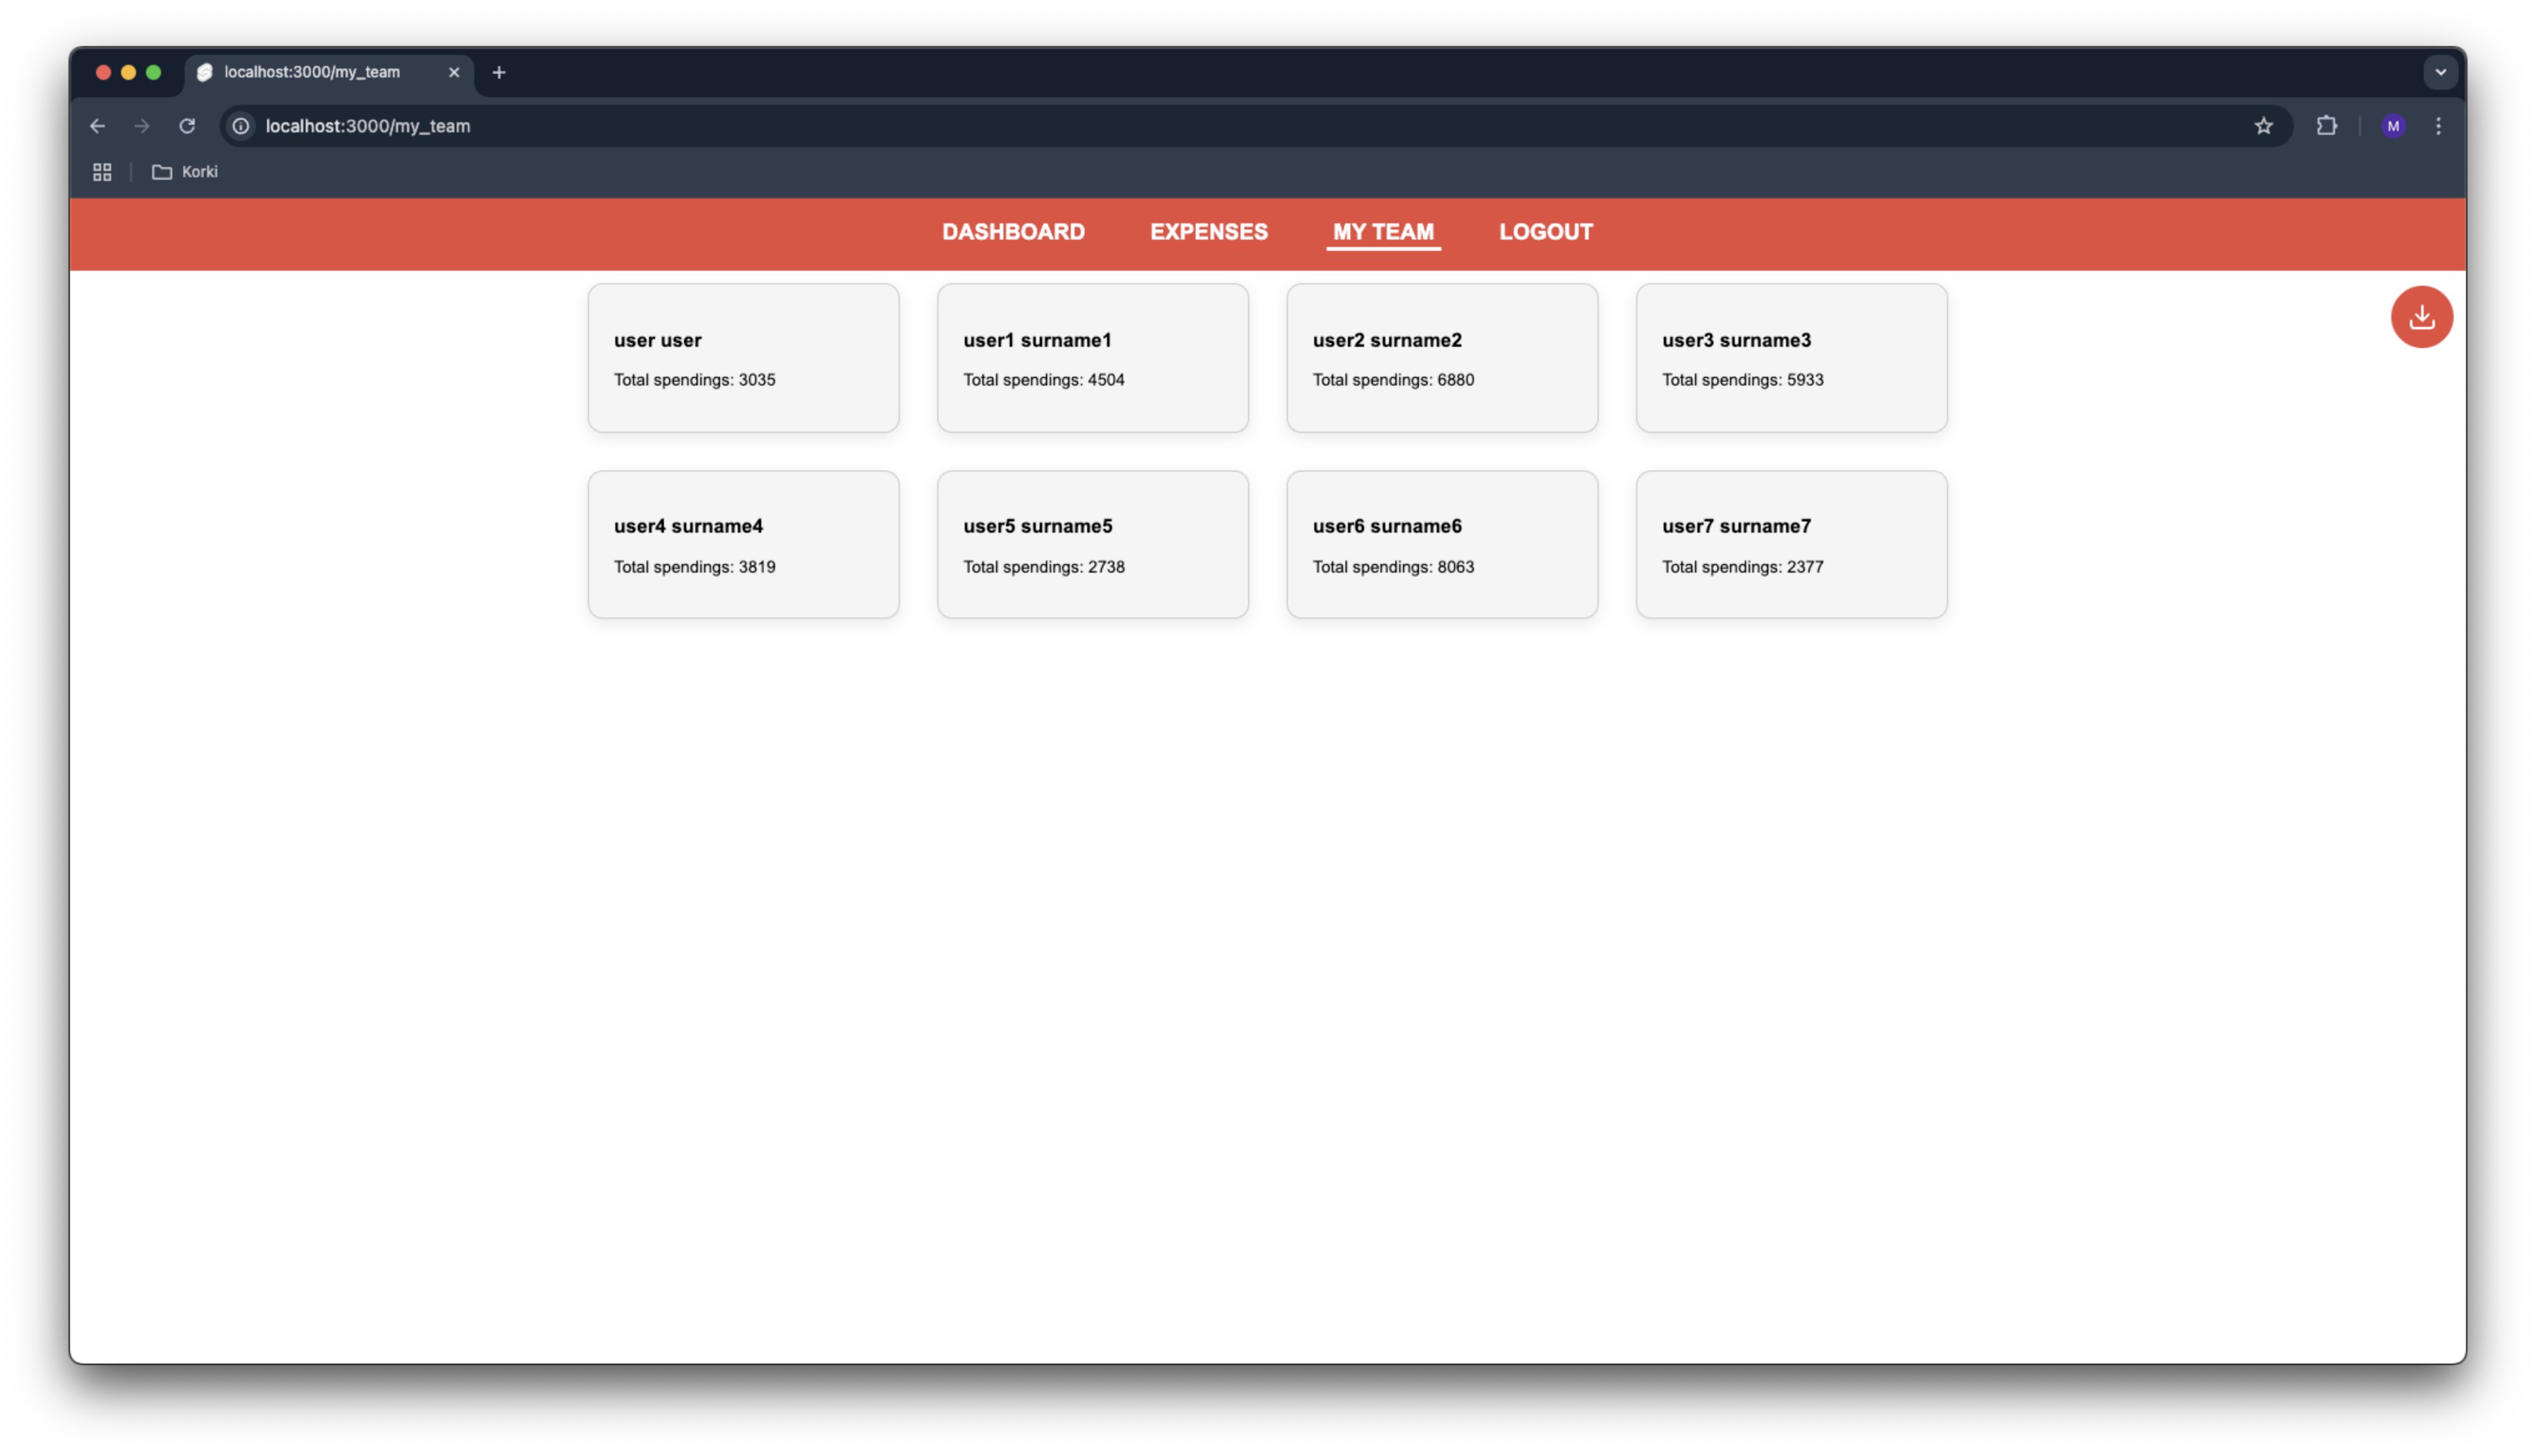 localhost:3000/my_team
localhost:3000/my_team
M
Korki
DASHBOARD EXPENSES MY TEAM LOGOUT
user user
Total spendings: 3035
user1 surname1
Total spendings: 4504
user2 surname2
Total spendings: 6880
user3 surname3
Total spendings: 5933
user4 surname4
Total spendings: 3819
user5 surname5
Total spendings: 2738
user6 surname6
Total spendings: 8063
user7 surname7
Total spendings: 2377